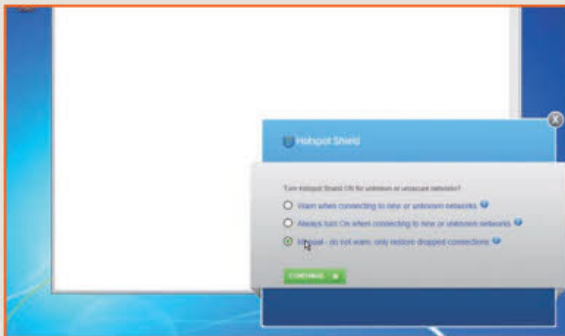 Hotspot Shield
Turn Hotspot Shield ON for unknown or unsecure networks?
Warn when connecting to new or unknown networks
Always turn On when connecting to new or unknown networks
Manual - do not warn, only restore dropped connections
CONTINUE